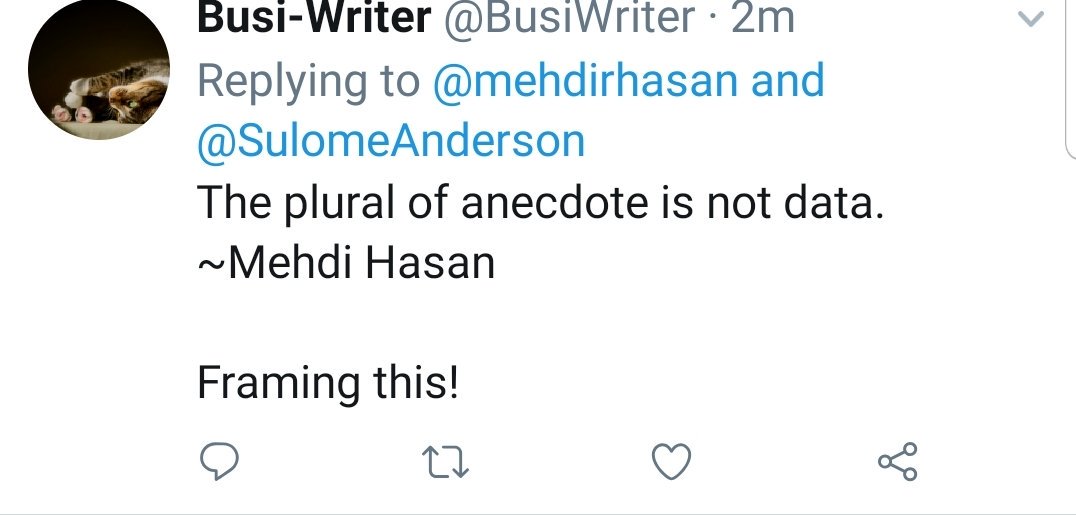 Busi-Writer @BusiWriter · 2m
Replying to @mehdirhasan and
@SulomeAnderson
The plural of anecdote is not data.
~Mehdi Hasan
Framing this!